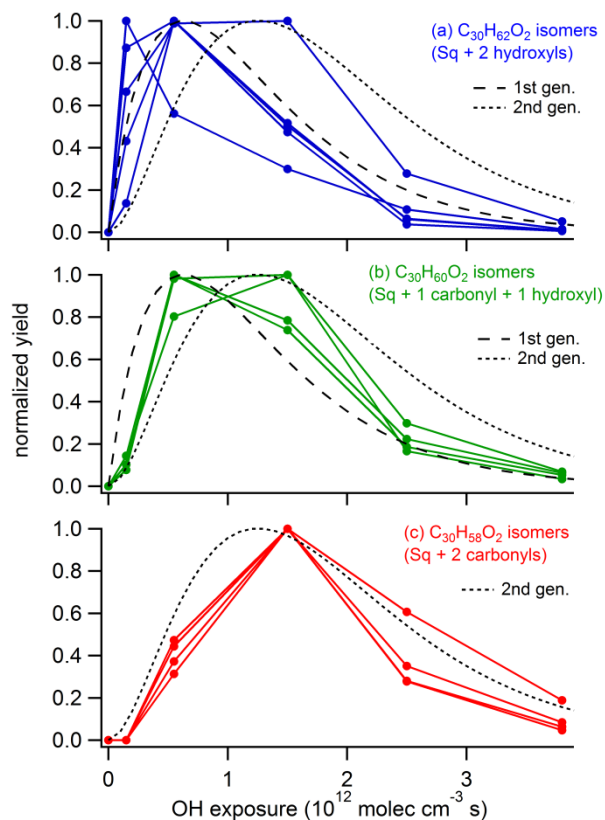 (a) C₃₀H₆₂O₂ isomers
(Sq + 2 hydroxyls)
1st gen.
2nd gen.
1.0
0.8
0.6
0.4
0.2
0.0
(b) C₃₀H₆₀O₂ isomers
(Sq + 1 carbonyl + 1 hydroxyl)
1st gen.
2nd gen.
1.0
0.8
0.6
0.4
0.2
0.0
normalized yield
(c) C₃₀H₅₈O₂ isomers
(Sq + 2 carbonyls)
2nd gen.
1.0
0.8
0.6
0.4
0.2
0.0
0 1 2 3
OH exposure (10¹² molec cm⁻³ s)